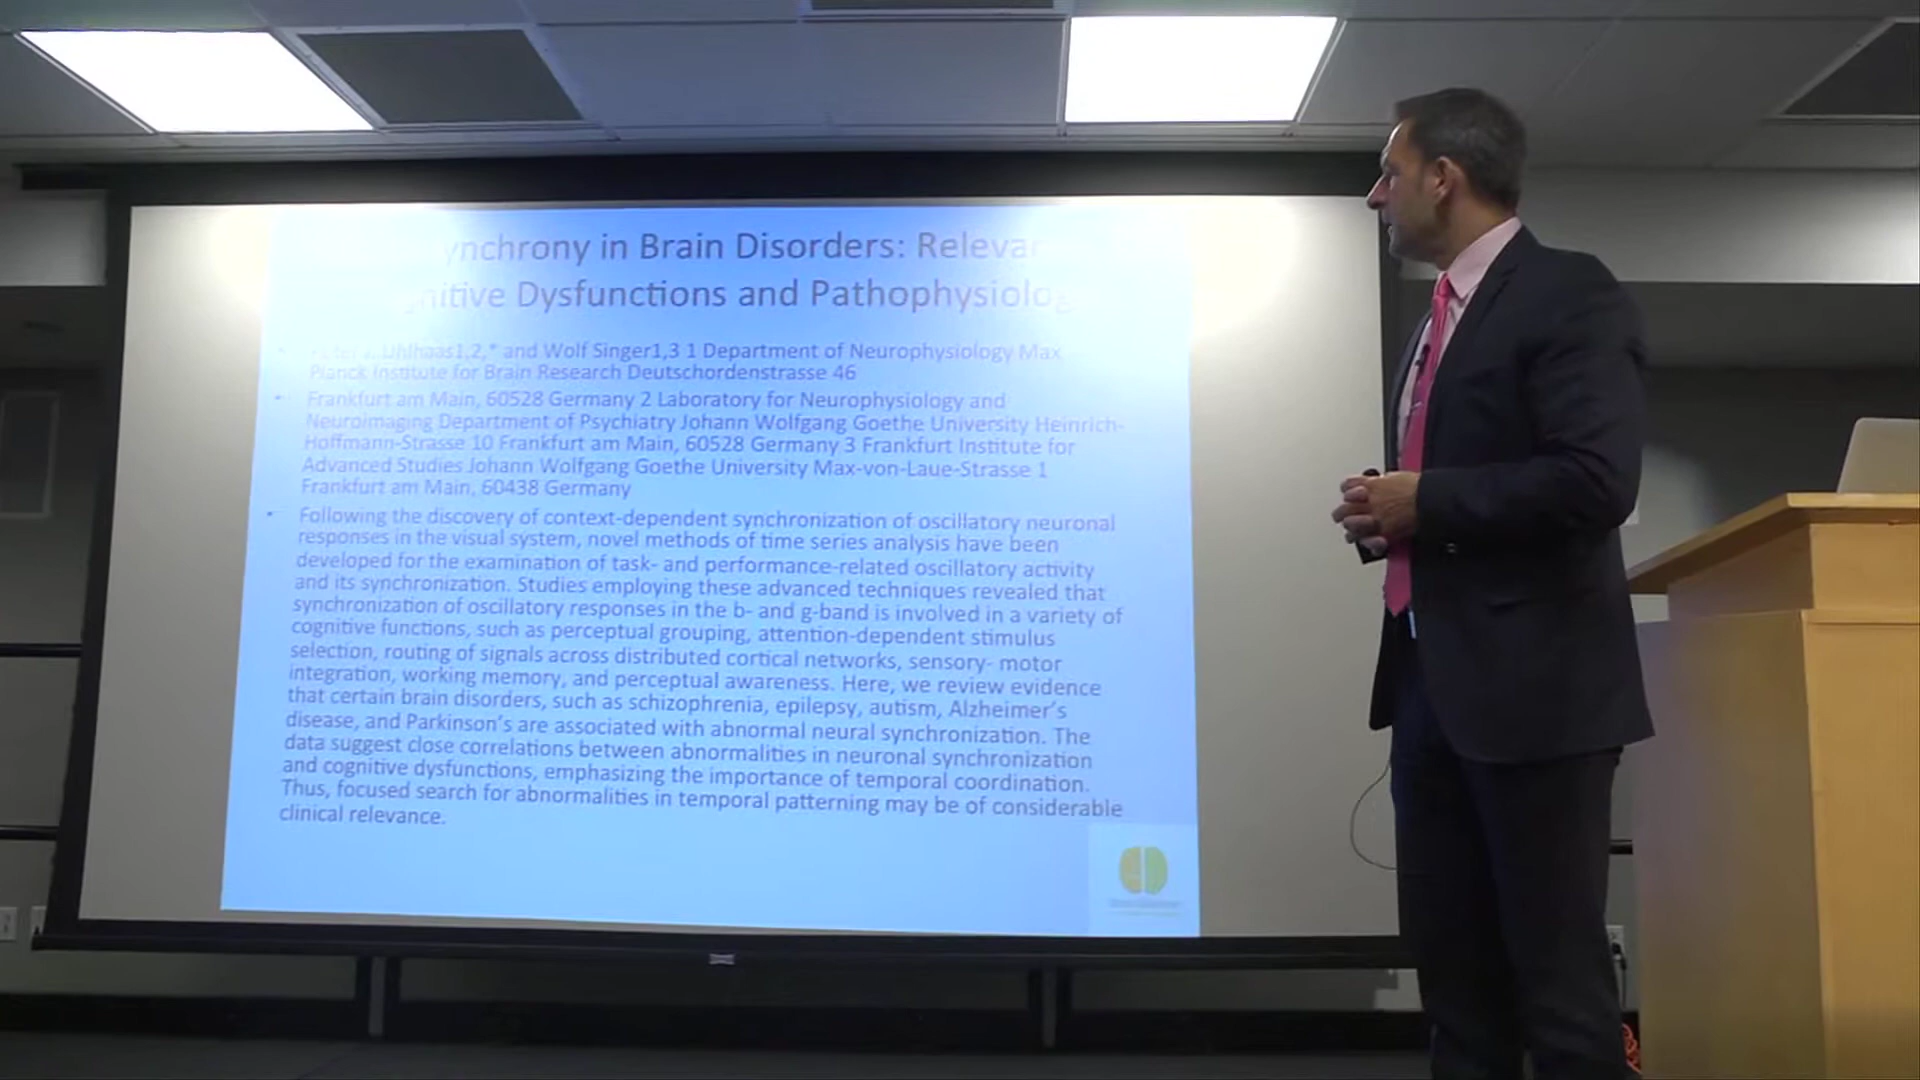 ynchrony in Brain Disorders: Releva
nitive Dysfunctions and Pathophysiolog
Uhlhaas1,2,* and Wolf Singer1,3 1 Department of Neurophysiology Max
Planck Institute for Brain Research Deutschordenstrasse 46
Frankfurt am Main, 60528 Germany 2 Laboratory for Neurophysiology and
Neuroimaging Department of Psychiatry Johann Wolfgang Goethe University Heinrich-
Hoffmann-Strasse 10 Frankfurt am Main, 60528 Germany 3 Frankfurt Institute for
Advanced Studies Johann Wolfgang Goethe University Max-von-Laue-Strasse 1
Frankfurt am Main, 60438 Germany
Following the discovery of context-dependent synchronization of oscillatory neuronal
responses in the visual system, novel methods of time series analysis have been
developed for the examination of task- and performance-related oscillatory activity
and its synchronization. Studies employing these advanced techniques revealed that
synchronization of oscillatory responses in the b- and g-band is involved in a variety of
cognitive functions, such as perceptual grouping, attention-dependent stimulus
selection, routing of signals across distributed cortical networks, sensory- motor
integration, working memory, and perceptual awareness. Here, we review evidence
that certain brain disorders, such as schizophrenia, epilepsy, autism, Alzheimer's
disease, and Parkinson's are associated with abnormal neural synchronization. The
data suggest close correlations between abnormalities in neuronal synchronization
and cognitive dysfunctions, emphasizing the importance of temporal coordination.
Thus, focused search for abnormalities in temporal patterning may be of considerable
clinical relevance.